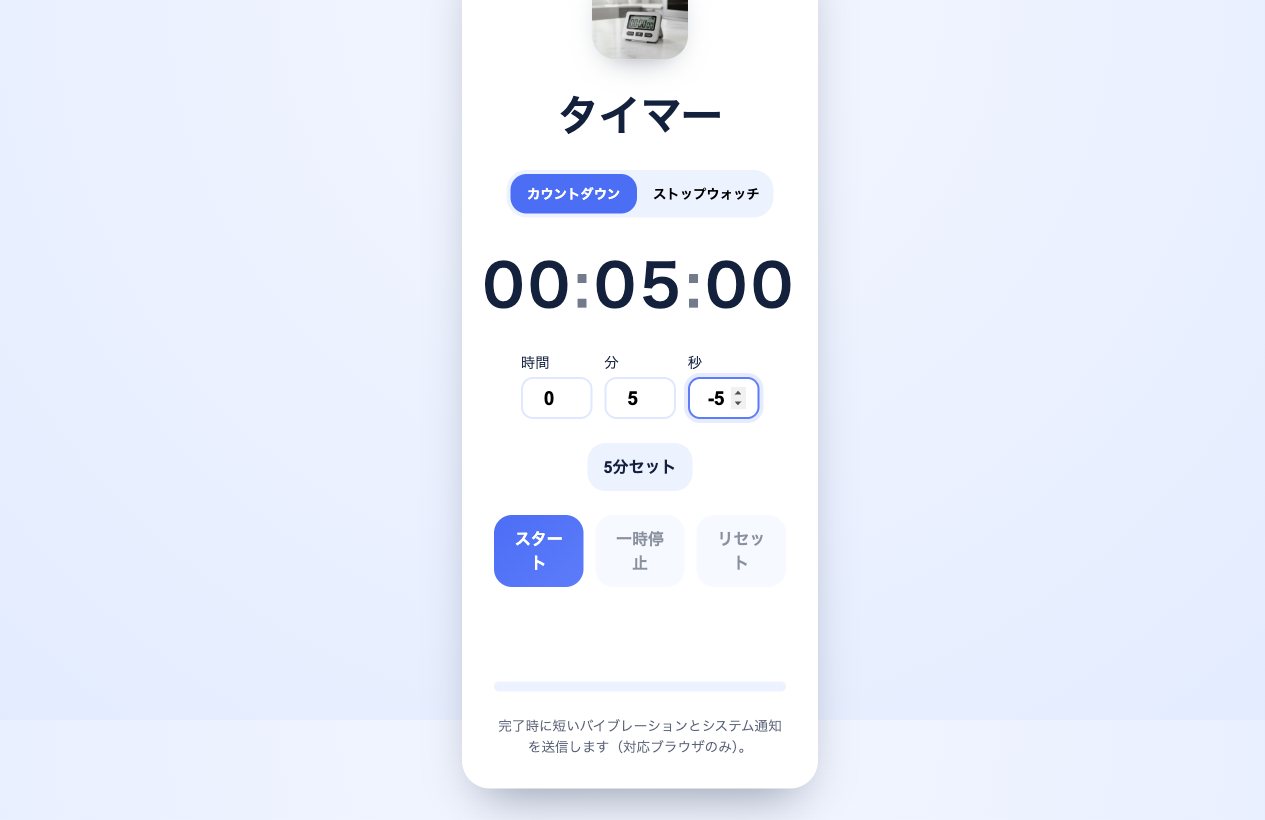 タイマー
カウントダウン ストップウォッチ
00:05:00
時間 分 秒
0 5 -5
5分セット
スター 一時停 リセッ
ト 止 ト
完了時に短いバイブレーションとシステム通知
を送信します（対応ブラウザのみ）。